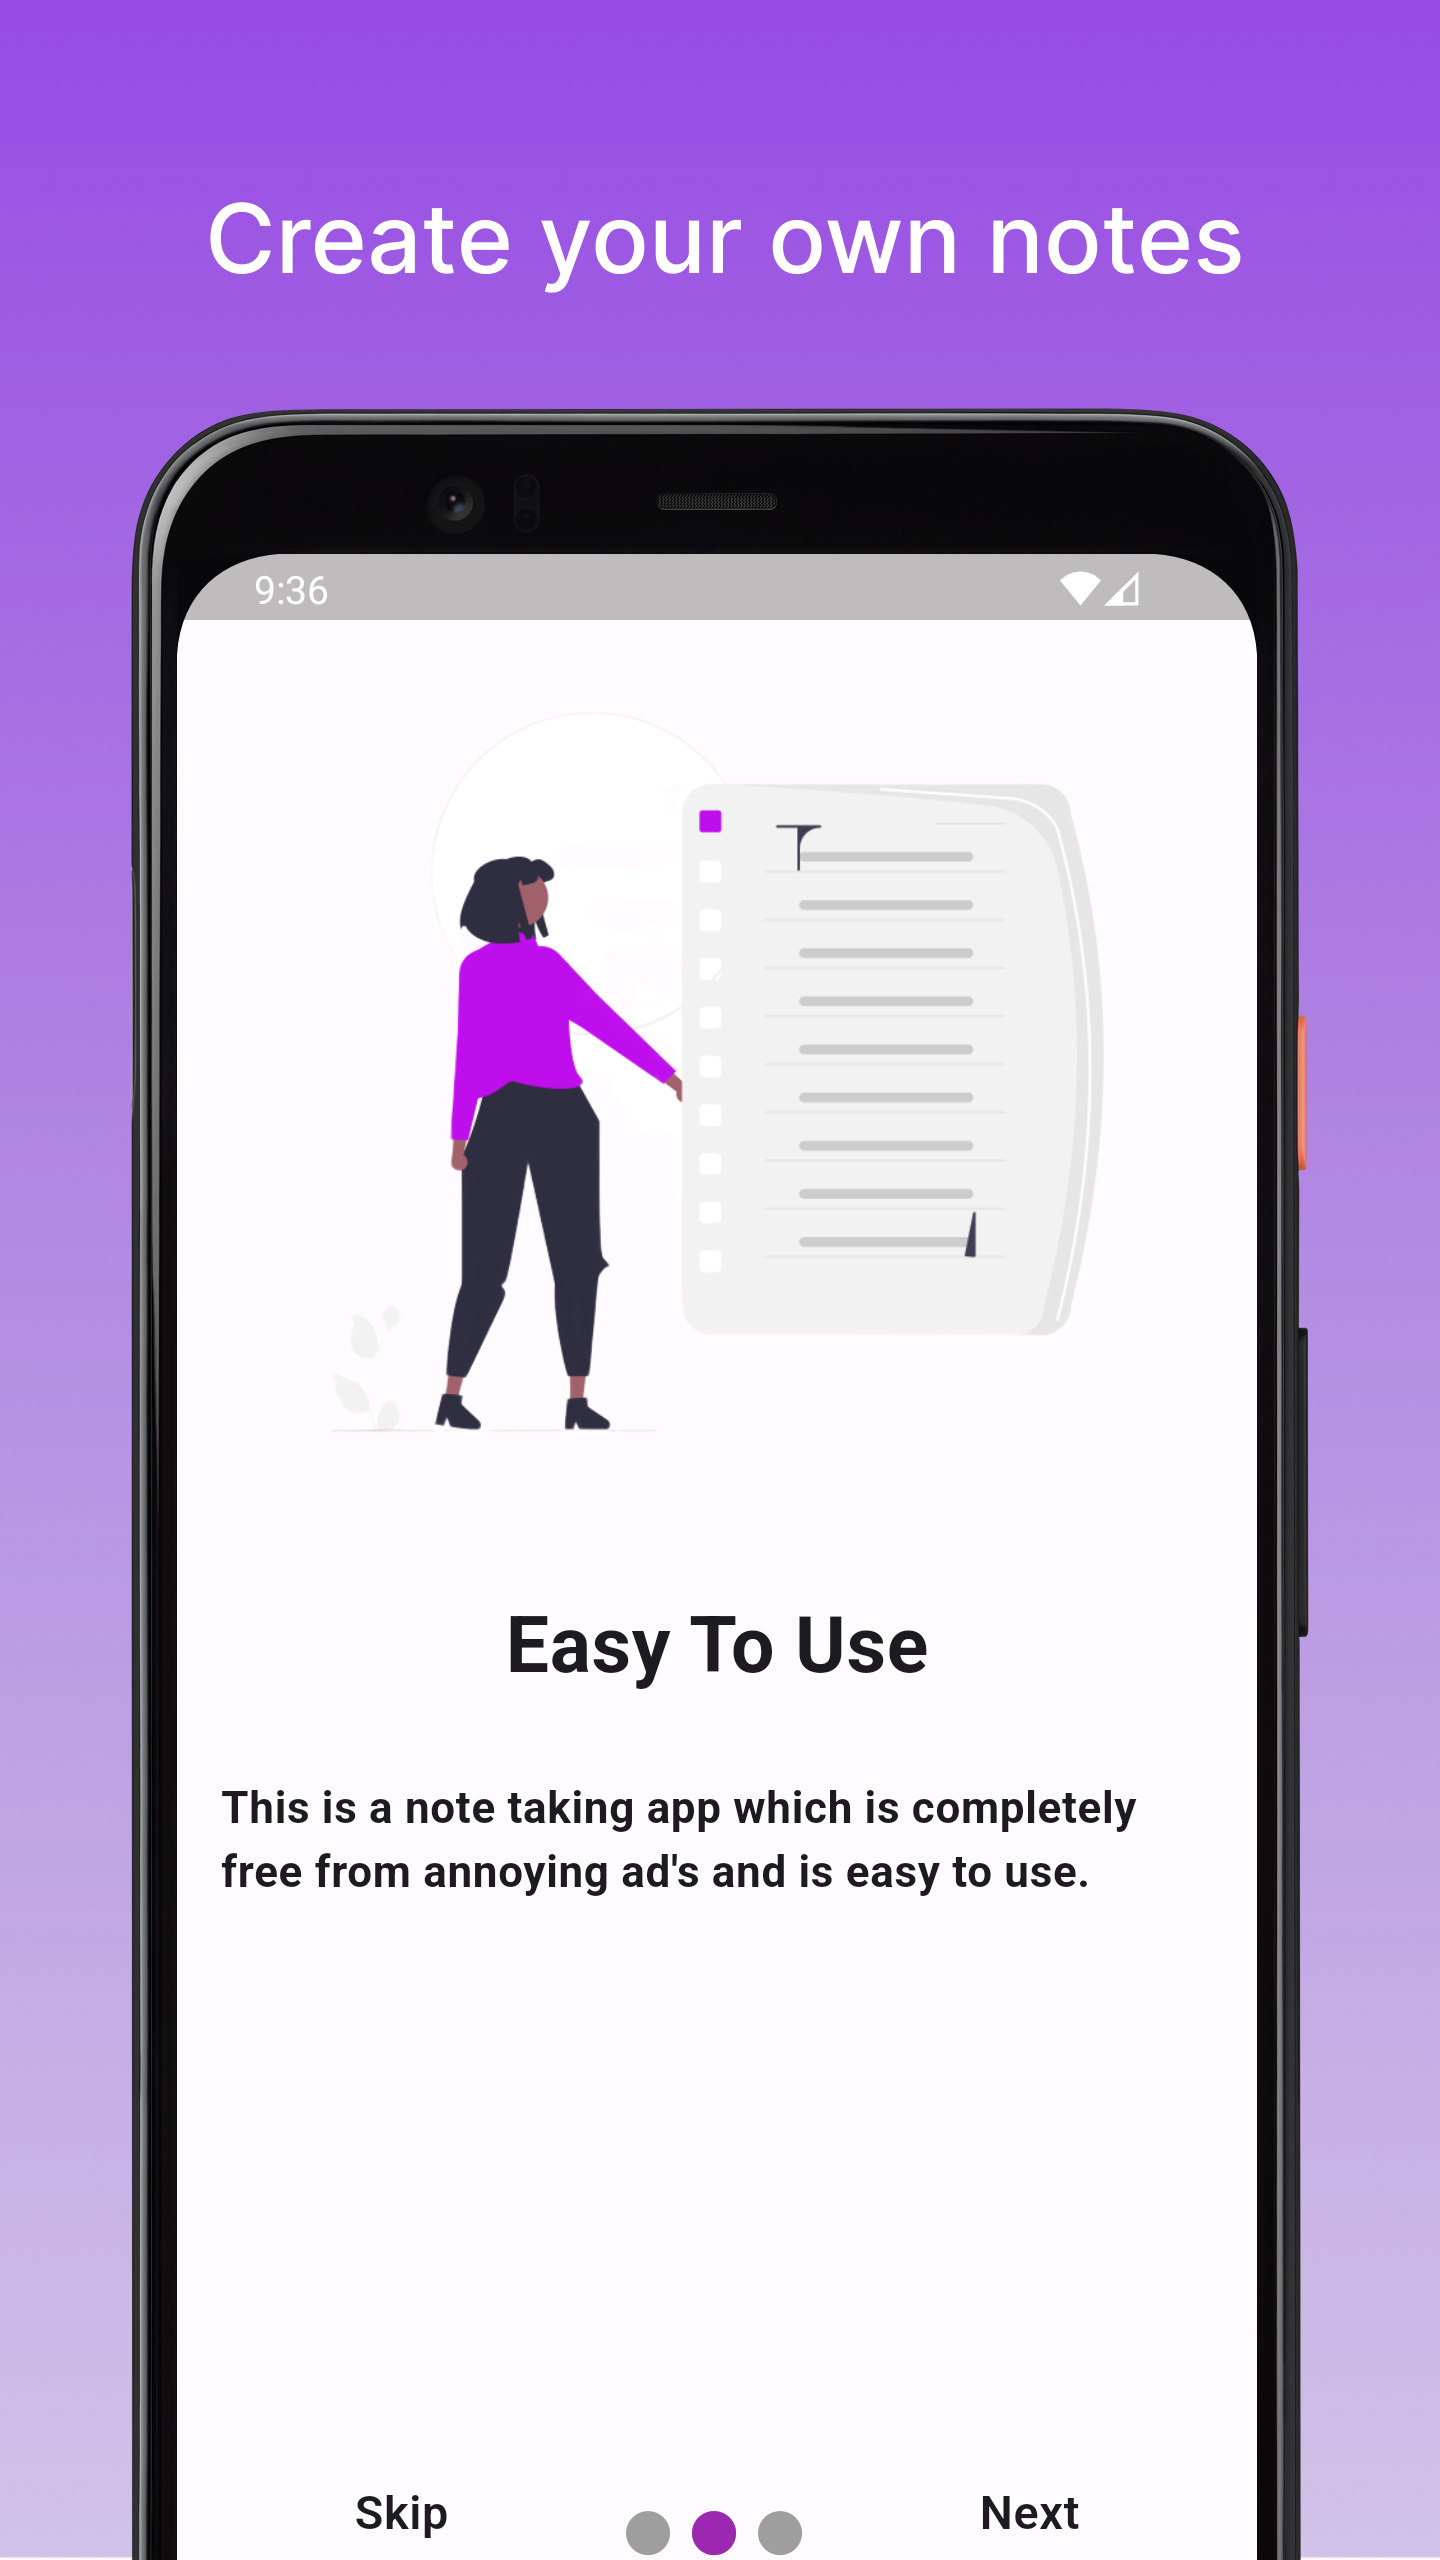 Create your own notes
9:36
Easy To Use
This is a note taking app which is completely
free from annoying ad's and is easy to use.
Skip
Next